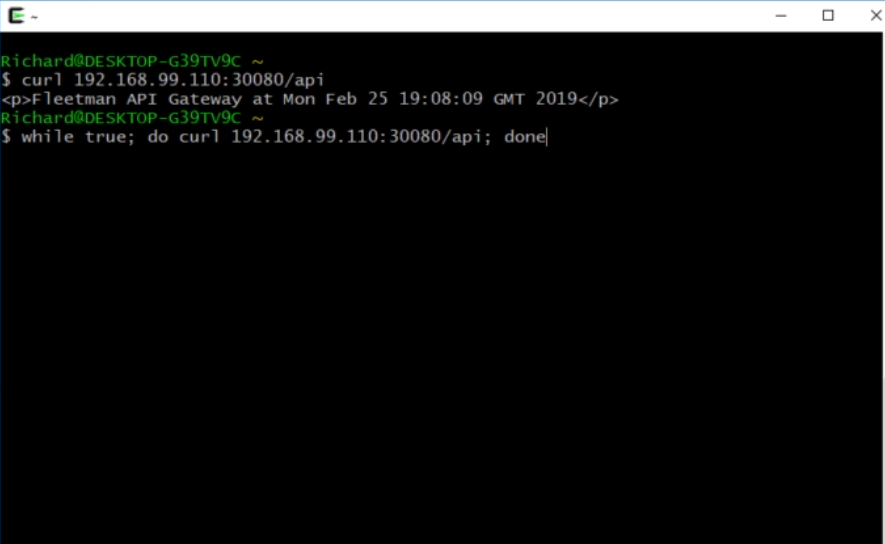 ~
Richard@DESKTOP-G39TV9C ~
$ curl 192.168.99.110:30080/api
<p>Fleetman API Gateway at Mon Feb 25 19:08:09 GMT 2019</p>
Richard@DESKTOP-G39TV9C ~
$ while true; do curl 192.168.99.110:30080/api; done